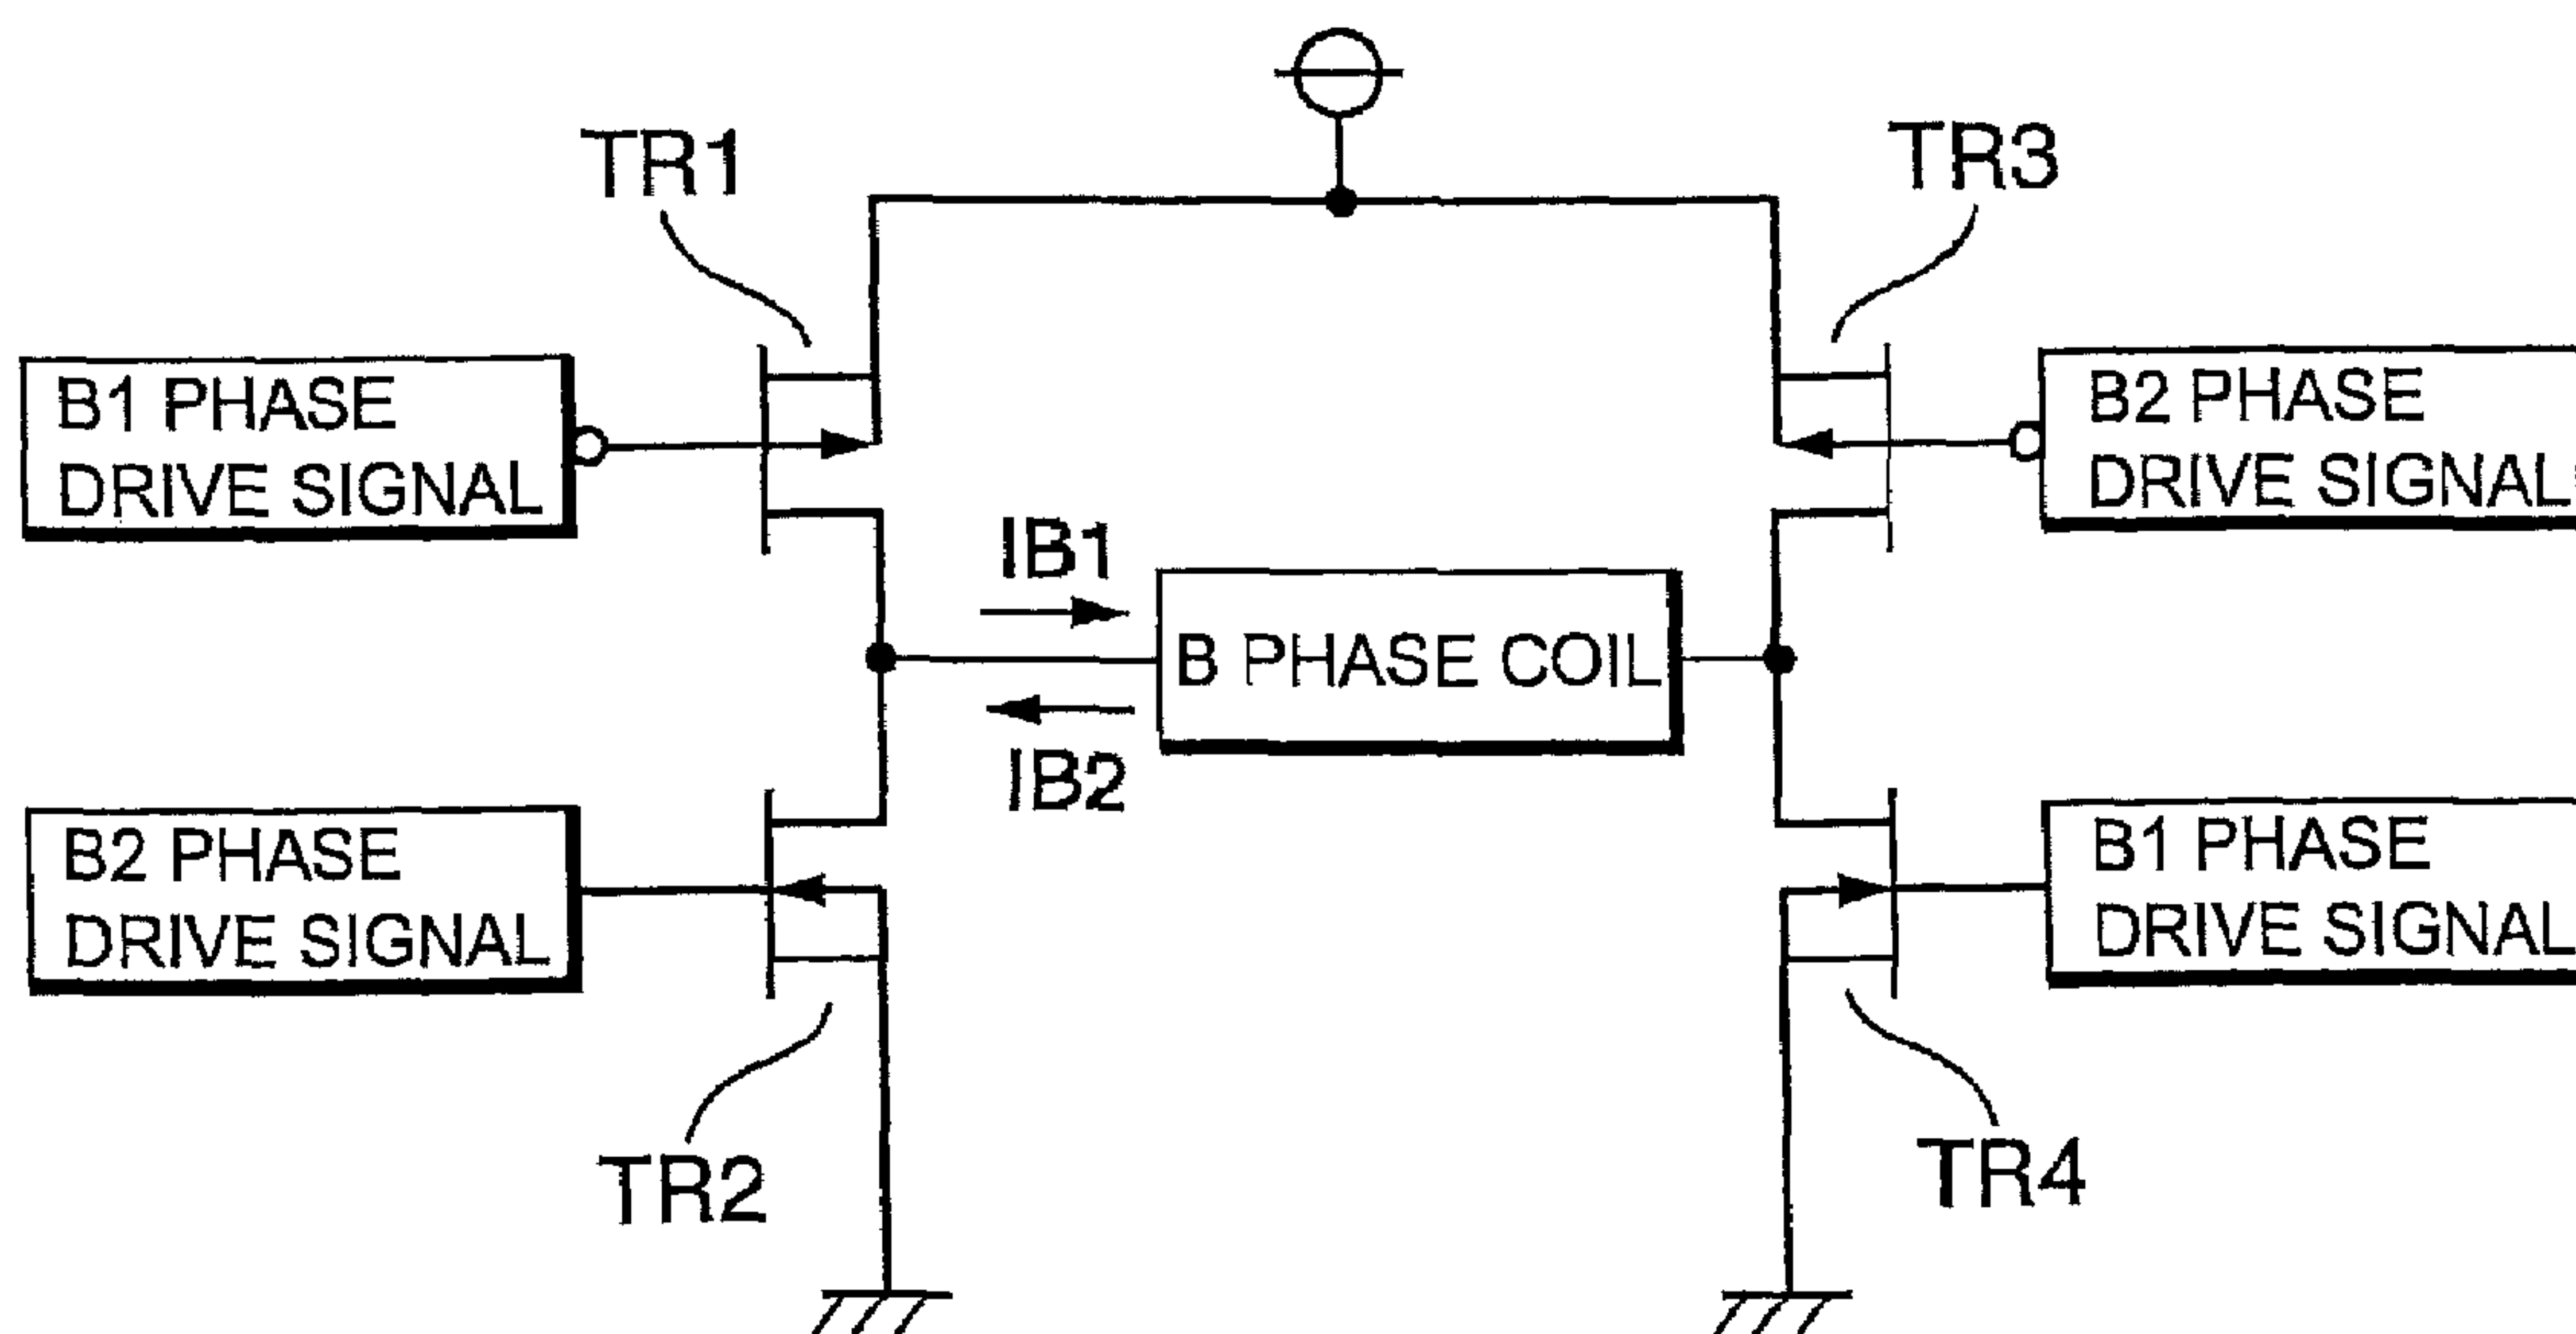 TR1
TR3
B1 PHASE
DRIVE SIGNAL
B2 PHASE
DRIVE SIGNAL
IB1
B PHASE COIL
IB2
B2 PHASE
DRIVE SIGNAL
B1 PHASE
DRIVE SIGNAL
TR2
TR4